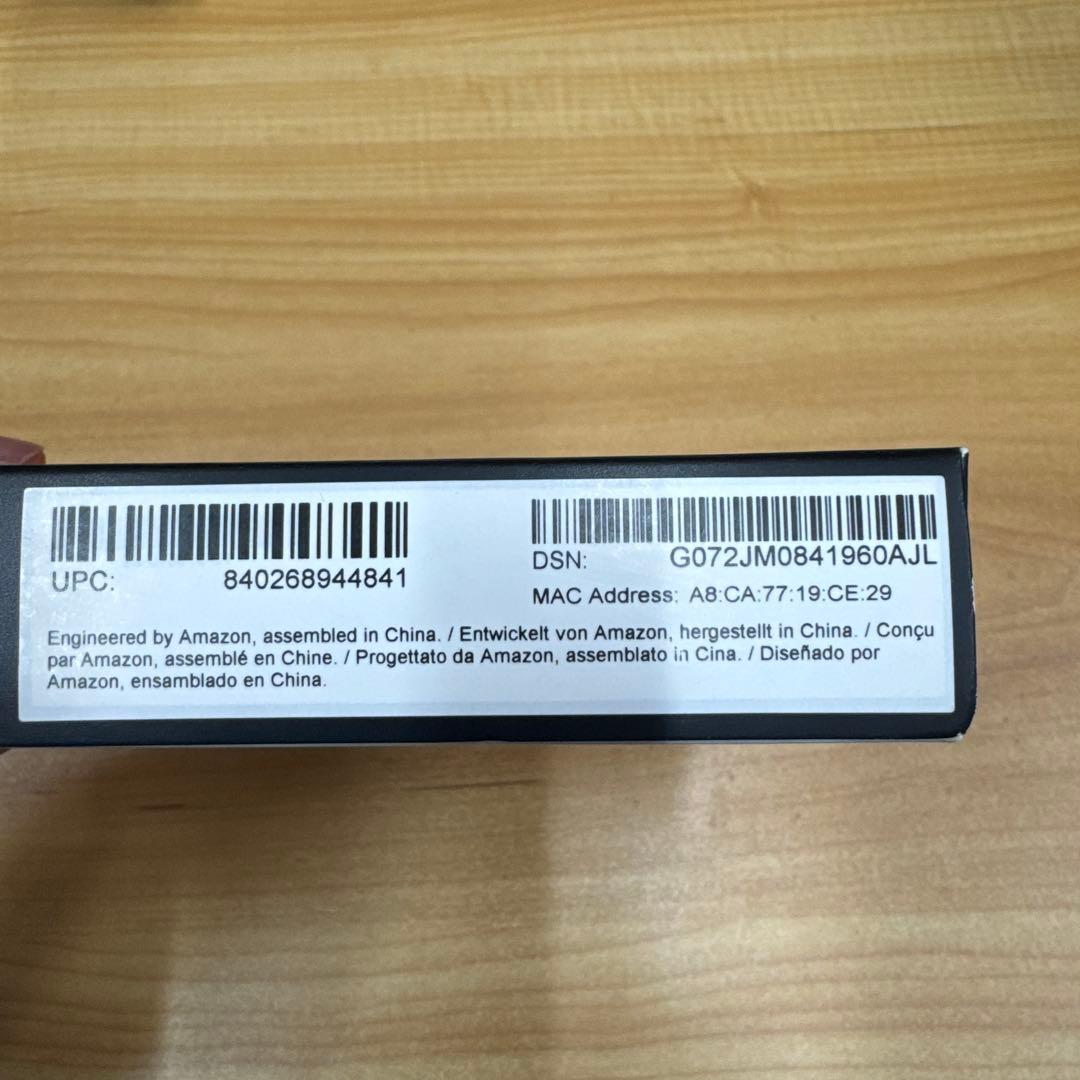 UPC: 840268944841
DSN: G072JM0841960AJL
MAC Address: A8:CA:77:19:CE:29
Engineered by Amazon, assembled in China. / Entwickelt von Amazon, hergestellt in China. / Conçu
par Amazon, assemblé en Chine. / Progettato da Amazon, assemblato in Cina. / Diseñado por
Amazon, ensamblado en China.